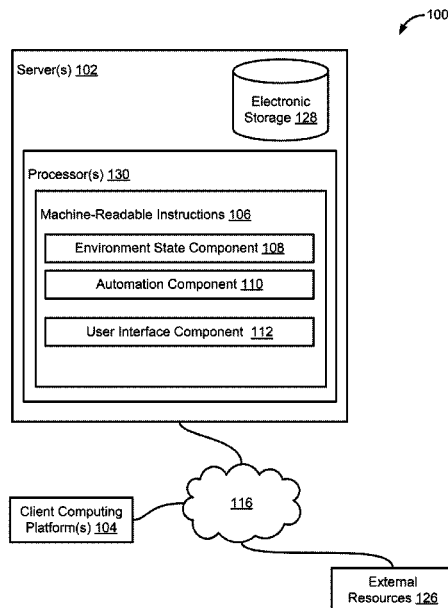 100
Server(s) 102
Electronic
Storage 128
Processor(s) 130
Machine-Readable Instructions 106
Environment State Component 108
Automation Component 110
User Interface Component 112
116
Client Computing
Platform(s) 104
External
Resources 126